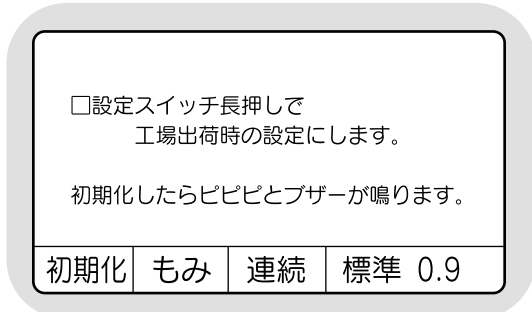 □設定スイッチ長押しで
工場出荷時の設定にします。
初期化したらピピピとブザーが鳴ります。
初期化 もみ 連続 標準 0.9